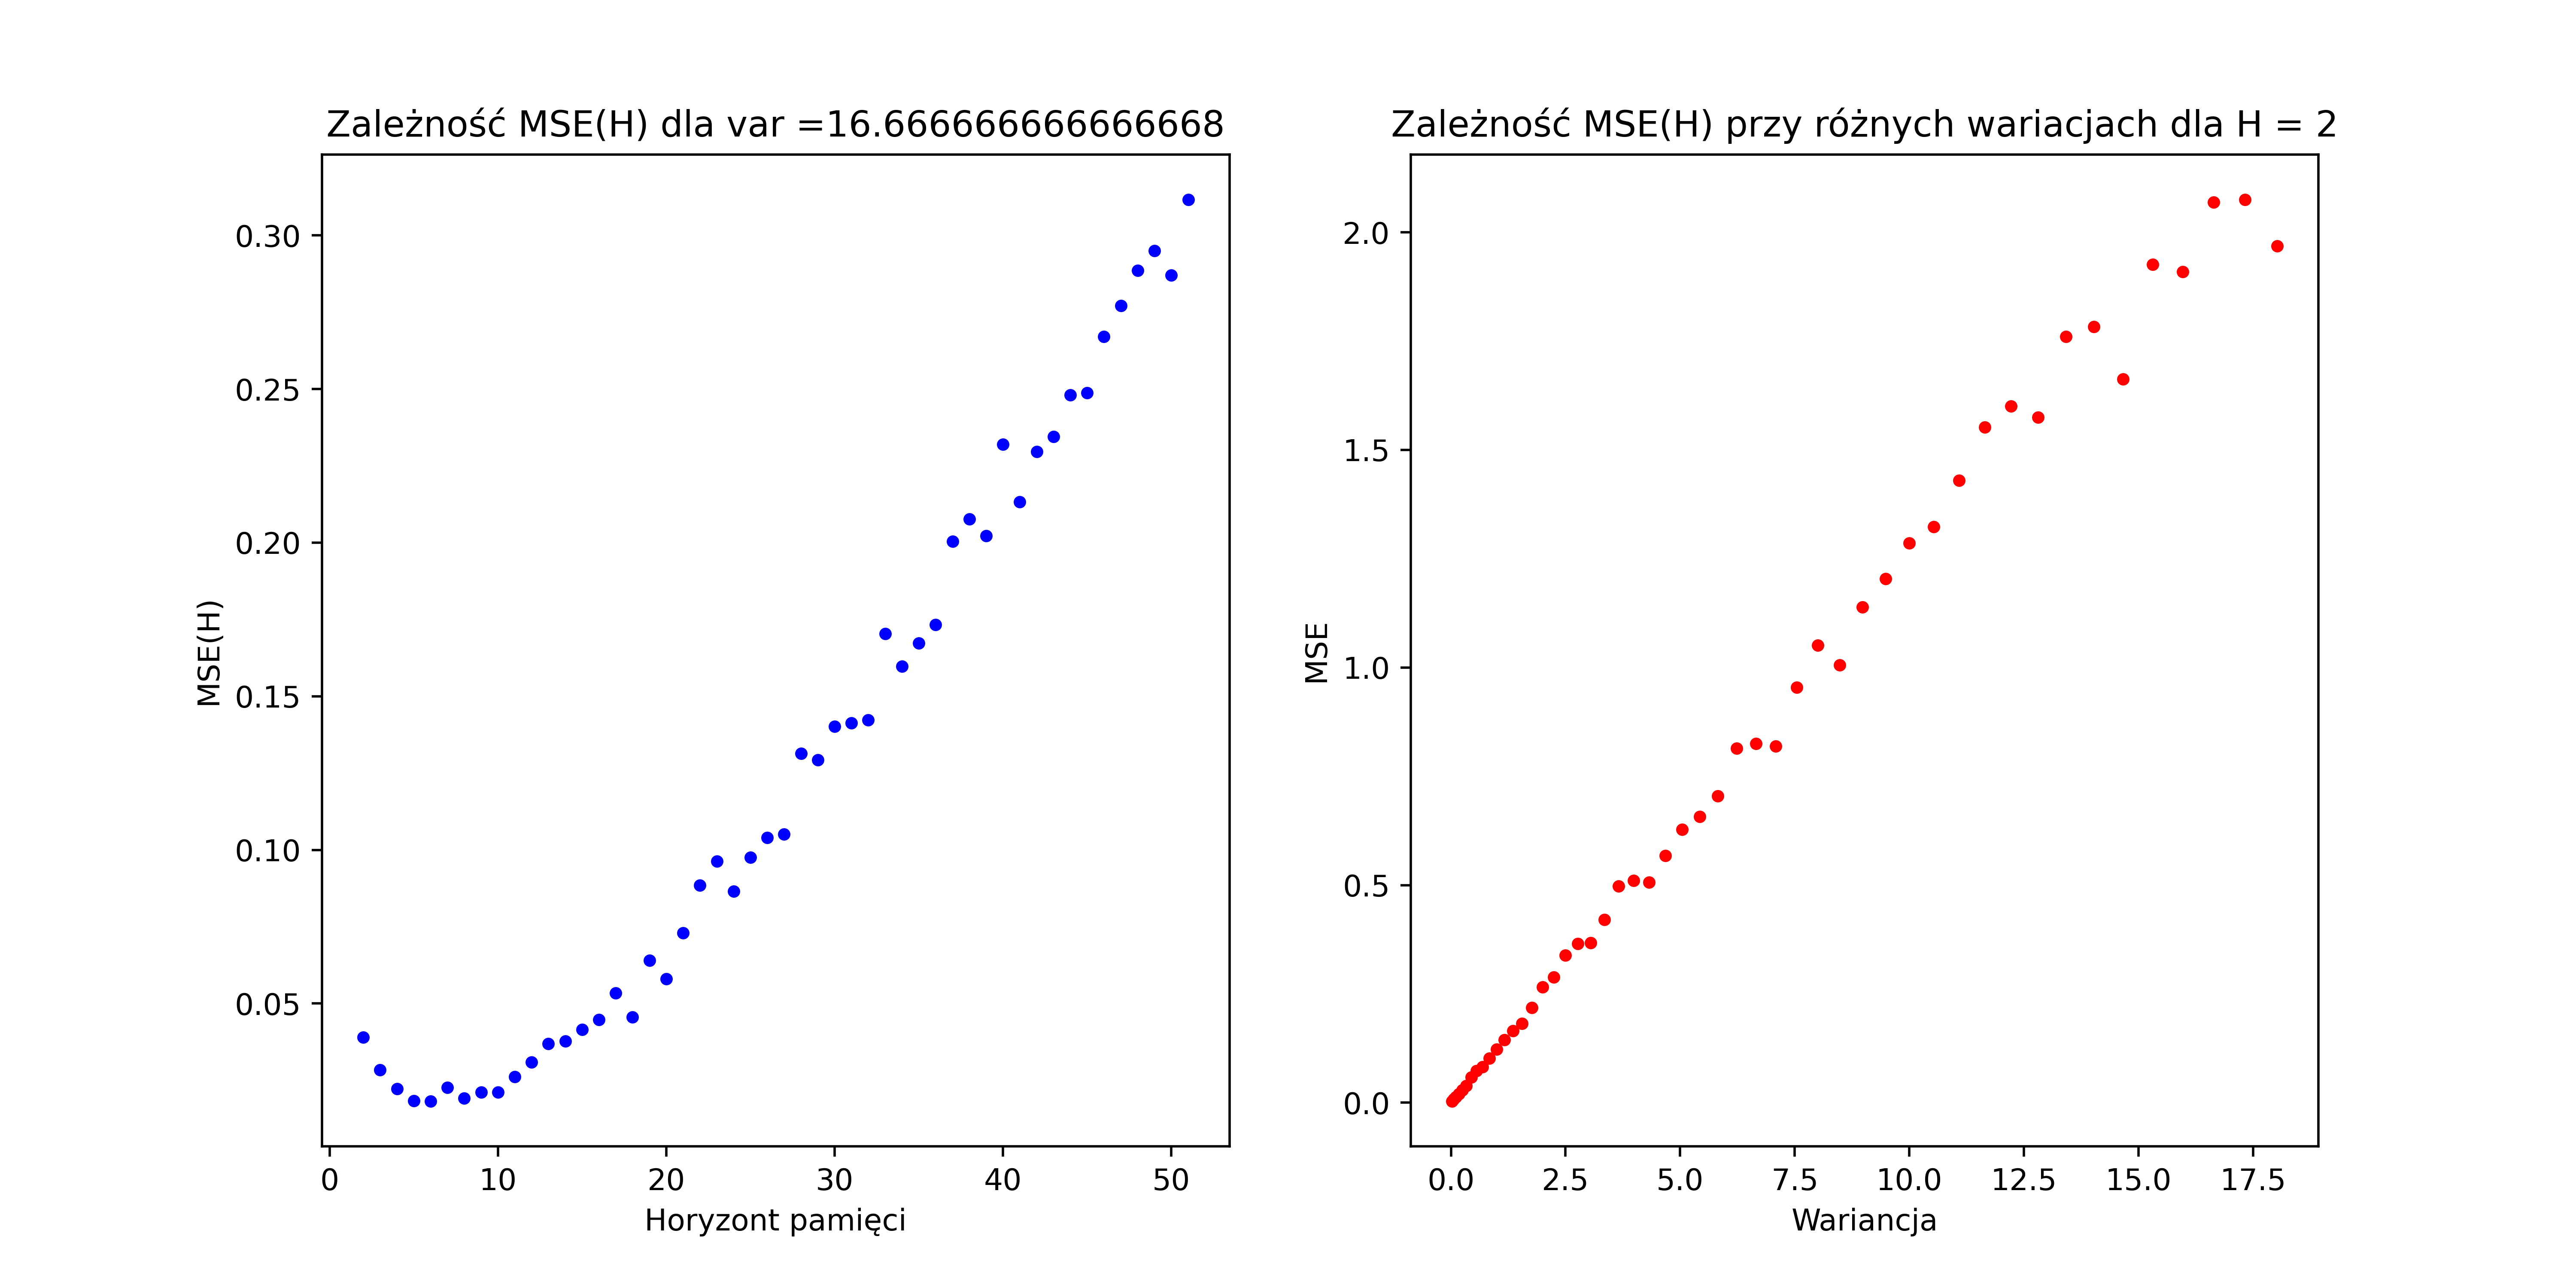 Zależność MSE(H) dla var =16.666666666666668
MSE(H)
0.30
0.25
0.20
0.15
0.10
0.05
0 10 20 30 40 50
Horyzont pamięci
Zależność MSE(H) przy różnych wariacjach dla H = 2
MSE
2.0
1.5
1.0
0.5
0.0
0.0 2.5 5.0 7.5 10.0 12.5 15.0 17.5
Wariancja